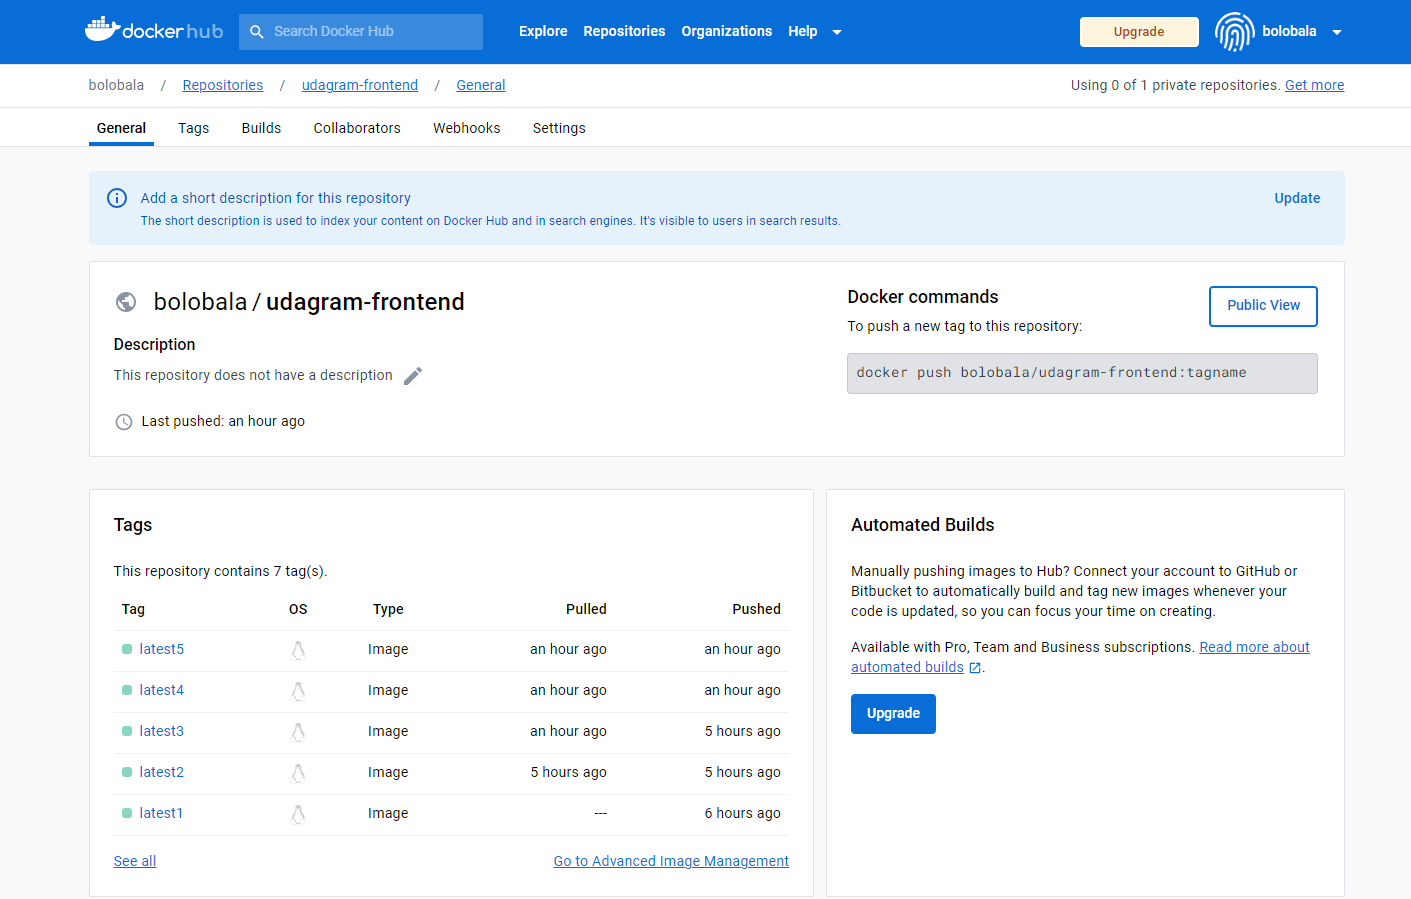 docker hub
Search Docker Hub
Explore Repositories Organizations Help
Upgrade
bolobala
bolobala / Repositories / udagram-frontend / General
Using 0 of 1 private repositories. Get more
General Tags Builds Collaborators Webhooks Settings
Add a short description for this repository
Update
The short description is used to index your content on Docker Hub and in search engines. It's visible to users in search results.
bolobala / udagram-frontend
Description
This repository does not have a description
Last pushed: an hour ago
Docker commands
Public View
To push a new tag to this repository:
docker push bolobala/udagram-frontend:tagname
Tags
This repository contains 7 tag(s).
Tag OS Type Pulled Pushed
latest5 Image an hour ago an hour ago
latest4 Image an hour ago an hour ago
latest3 Image an hour ago 5 hours ago
latest2 Image 5 hours ago 5 hours ago
latest1 Image --- 6 hours ago
See all
Go to Advanced Image Management
Automated Builds
Manually pushing images to Hub? Connect your account to GitHub or
Bitbucket to automatically build and tag new images whenever your
code is updated, so you can focus your time on creating.
Available with Pro, Team and Business subscriptions. Read more about
automated builds.
Upgrade